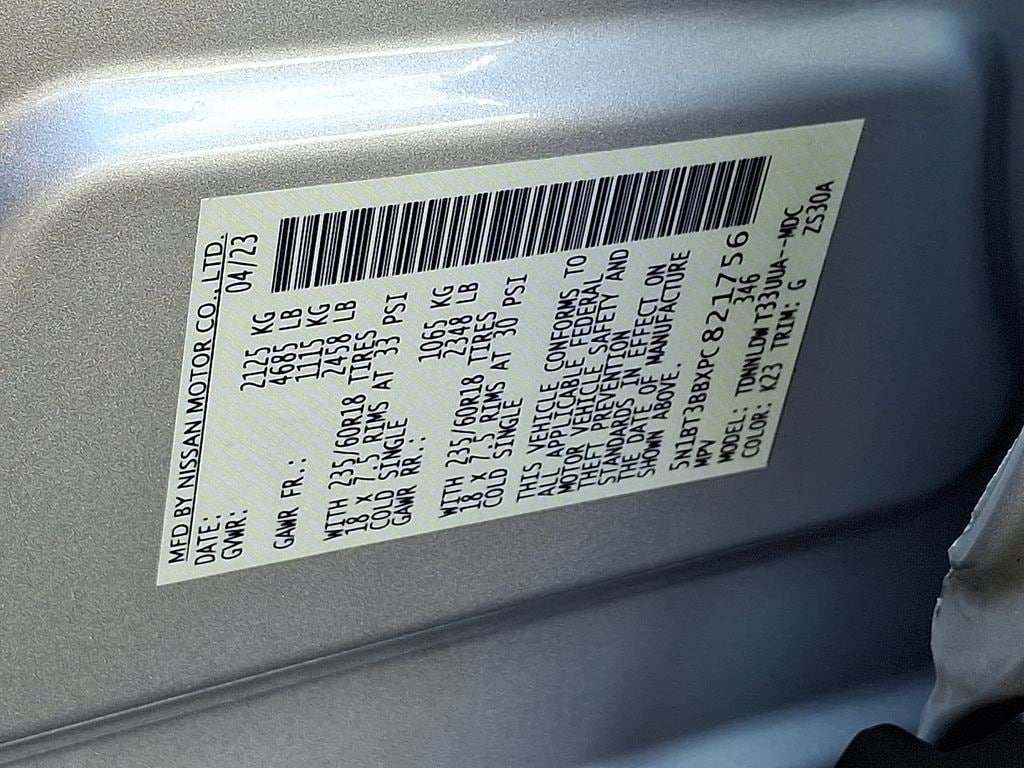 MFD BY NISSAN MOTOR CO., LTD.
DATE: 04/23
GVWR: 2125 KG
4685 LB
GAWR FR.: 1115 KG
2458 LB
WITH 235/60R18 TIRES
18 X 7.5 RIMS AT 33 PSI
COLD SINGLE
GAWR RR.: 1065 KG
2348 LB
WITH 235/60R18 TIRES
18 X 7.5 RIMS AT 30 PSI
COLD SINGLE
THIS VEHICLE CONFORMS TO
ALL APPLICABLE FEDERAL
MOTOR VEHICLE SAFETY AND
THEFT PREVENTION
STANDARDS IN EFFECT ON
THE DATE OF MANUFACTURE
SHOWN ABOVE.
5N1BT3BBXPC821756
MPV 346
MODEL: TDNNLDW T33UUA--MDC
COLOR: K23 TRIM: G ZS30A